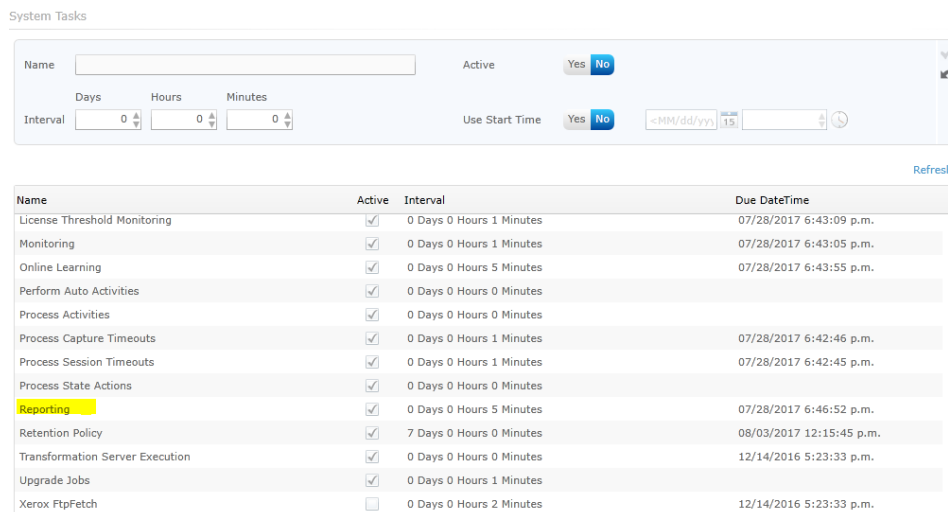 System Tasks
Name Active Yes No
Days Hours Minutes
Interval 0 0 0 Use Start Time Yes No <MM/dd/yyy 15
Refresh
Name Active Interval Due DateTime
License Threshold Monitoring 0 Days 0 Hours 1 Minutes 07/28/2017 6:43:09 p.m.
Monitoring 0 Days 0 Hours 1 Minutes 07/28/2017 6:43:05 p.m.
Online Learning 0 Days 0 Hours 5 Minutes 07/28/2017 6:43:55 p.m.
Perform Auto Activities 0 Days 0 Hours 0 Minutes
Process Activities 0 Days 0 Hours 0 Minutes
Process Capture Timeouts 0 Days 0 Hours 1 Minutes 07/28/2017 6:42:46 p.m.
Process Session Timeouts 0 Days 0 Hours 1 Minutes 07/28/2017 6:42:45 p.m.
Process State Actions 0 Days 0 Hours 0 Minutes
Reporting 0 Days 0 Hours 5 Minutes 07/28/2017 6:46:52 p.m.
Retention Policy 7 Days 0 Hours 0 Minutes 08/03/2017 12:15:45 p.m.
Transformation Server Execution 0 Days 0 Hours 0 Minutes 12/14/2016 5:23:33 p.m.
Upgrade Jobs 0 Days 0 Hours 1 Minutes
Xerox FtpFetch 0 Days 0 Hours 2 Minutes 12/14/2016 5:23:33 p.m.